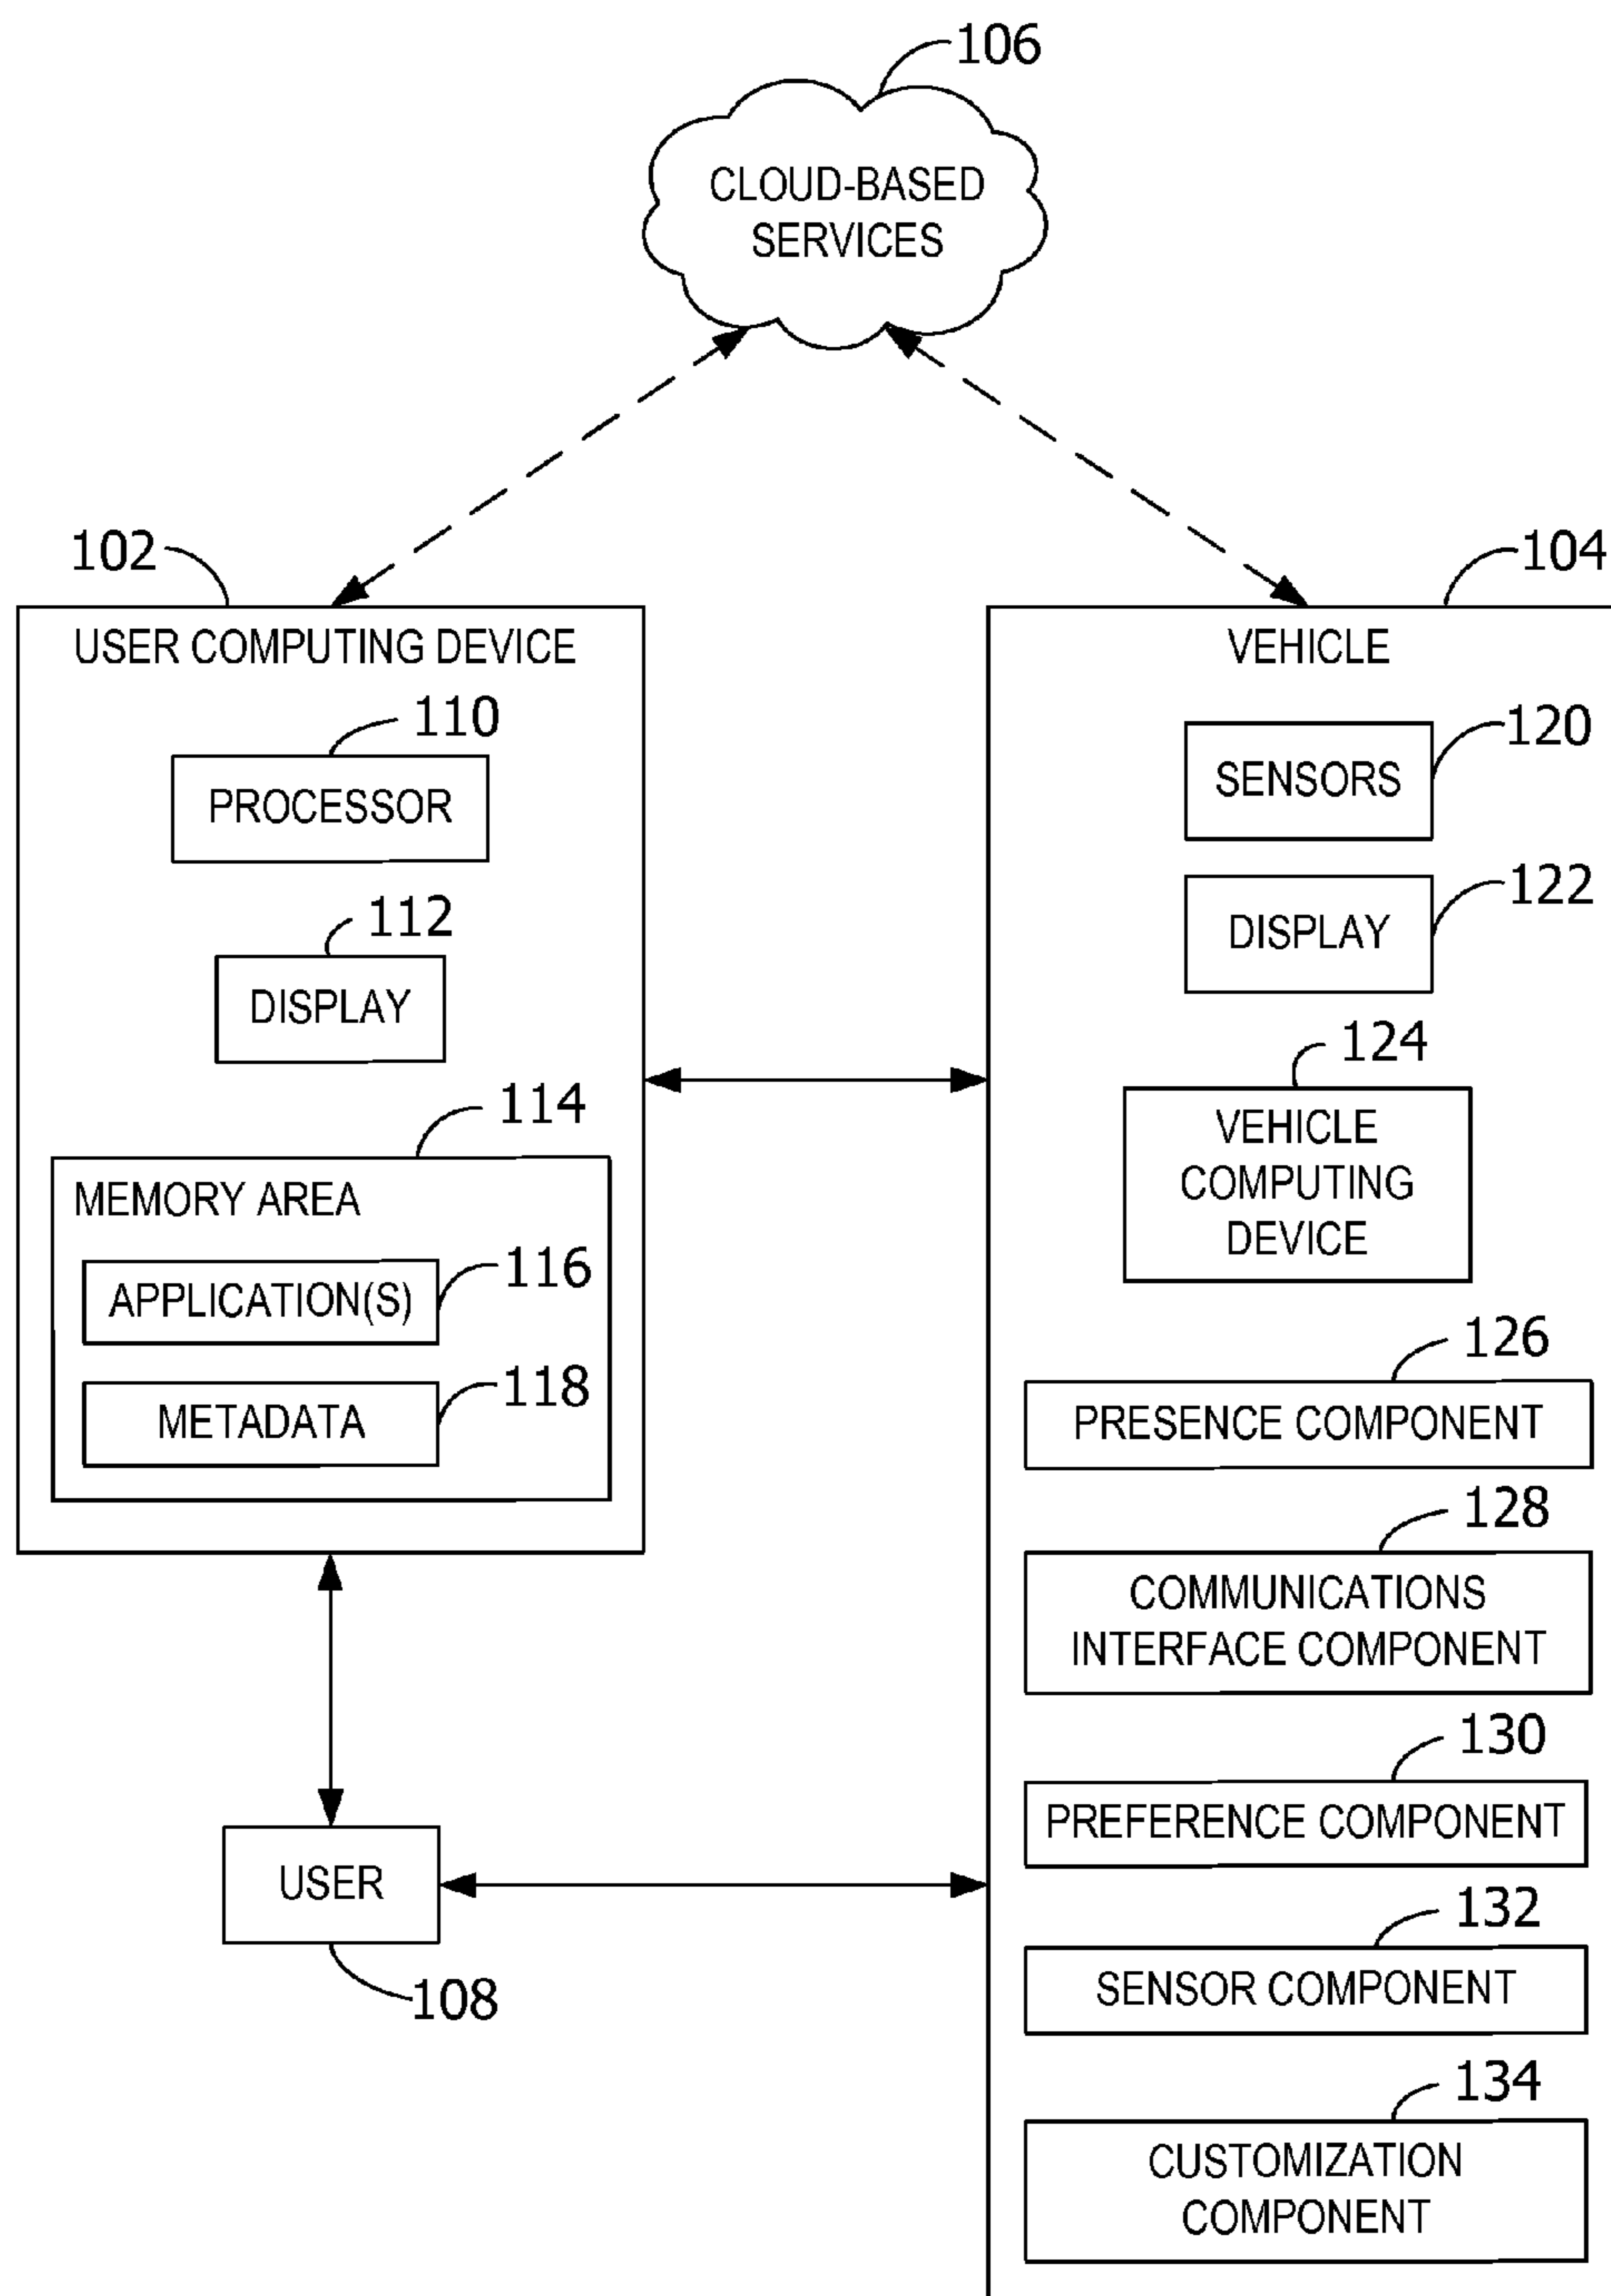 106
CLOUD-BASED
SERVICES
102
104
USER COMPUTING DEVICE
110
PROCESSOR
112
DISPLAY
114
MEMORY AREA
APPLICATION(S)
116
METADATA
118
USER
108
VEHICLE
SENSORS
120
DISPLAY
122
124
VEHICLE
COMPUTING
DEVICE
126
PRESENCE COMPONENT
128
COMMUNICATIONS
INTERFACE COMPONENT
130
PREFERENCE COMPONENT
132
SENSOR COMPONENT
134
CUSTOMIZATION
COMPONENT